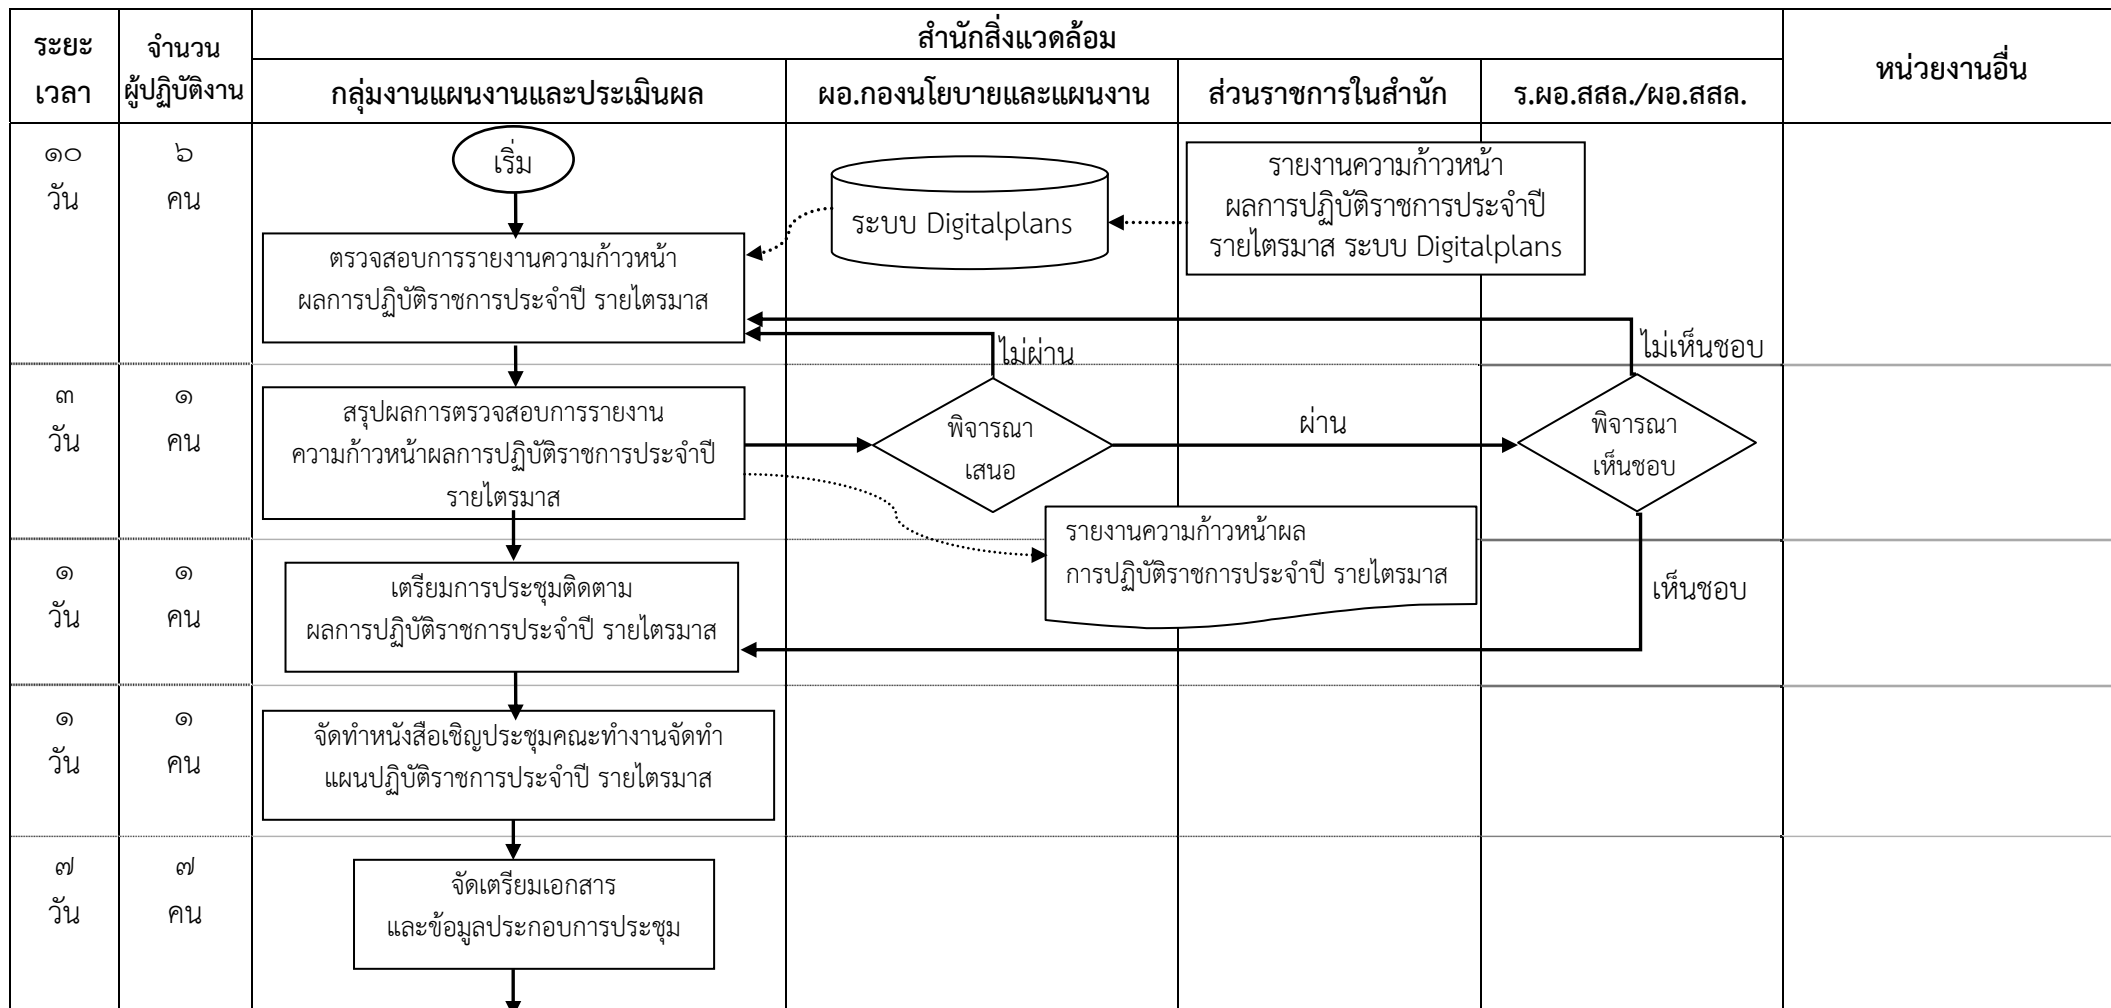 ระยะ
เวลา
จำนวน
ผู้ปฏิบัติงาน
สำนักสิ่งแวดล้อม
หน่วยงานอื่น
กลุ่มงานแผนงานและประเมินผล
ผอ.กองนโยบายและแผนงาน
ส่วนราชการในสำนัก
ร.ผอ.สสล./ผอ.สสล.
๑๐
วัน
๖
คน
เริ่ม
ระบบ Digitalplans
รายงานความก้าวหน้า
ผลการปฏิบัติราชการประจำปี
รายไตรมาส ระบบ Digitalplans
ตรวจสอบการรายงานความก้าวหน้า
ผลการปฏิบัติราชการประจำปี รายไตรมาส
ไม่ผ่าน
ไม่เห็นชอบ
๓
วัน
๑
คน
สรุปผลการตรวจสอบการรายงาน
ความก้าวหน้าผลการปฏิบัติราชการประจำปี
รายไตรมาส
พิจารณา
เสนอ
ผ่าน
พิจารณา
เห็นชอบ
รายงานความก้าวหน้าผล
การปฏิบัติราชการประจำปี รายไตรมาส
เห็นชอบ
๑
วัน
๑
คน
เตรียมการประชุมติดตาม
ผลการปฏิบัติราชการประจำปี รายไตรมาส
๑
วัน
๑
คน
จัดทำหนังสือเชิญประชุมคณะทำงานจัดทำ
แผนปฏิบัติราชการประจำปี รายไตรมาส
๗
วัน
๗
คน
จัดเตรียมเอกสาร
และข้อมูลประกอบการประชุม